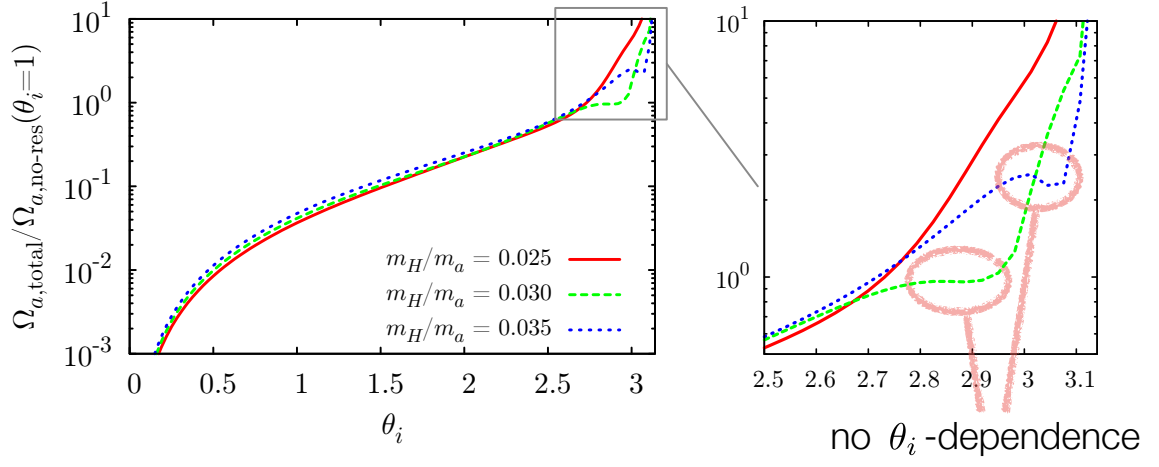 Ω_{a,total}/Ω_{a,no-res}(θ_i=1)
10^1
10^0
10^{-1}
10^{-2}
10^{-3}
0 0.5 1 1.5 2 2.5 3
θ_i
m_H/m_a = 0.025
m_H/m_a = 0.030
m_H/m_a = 0.035
10^1
10^0
2.5 2.6 2.7 2.8 2.9 3 3.1
no θ_i -dependence